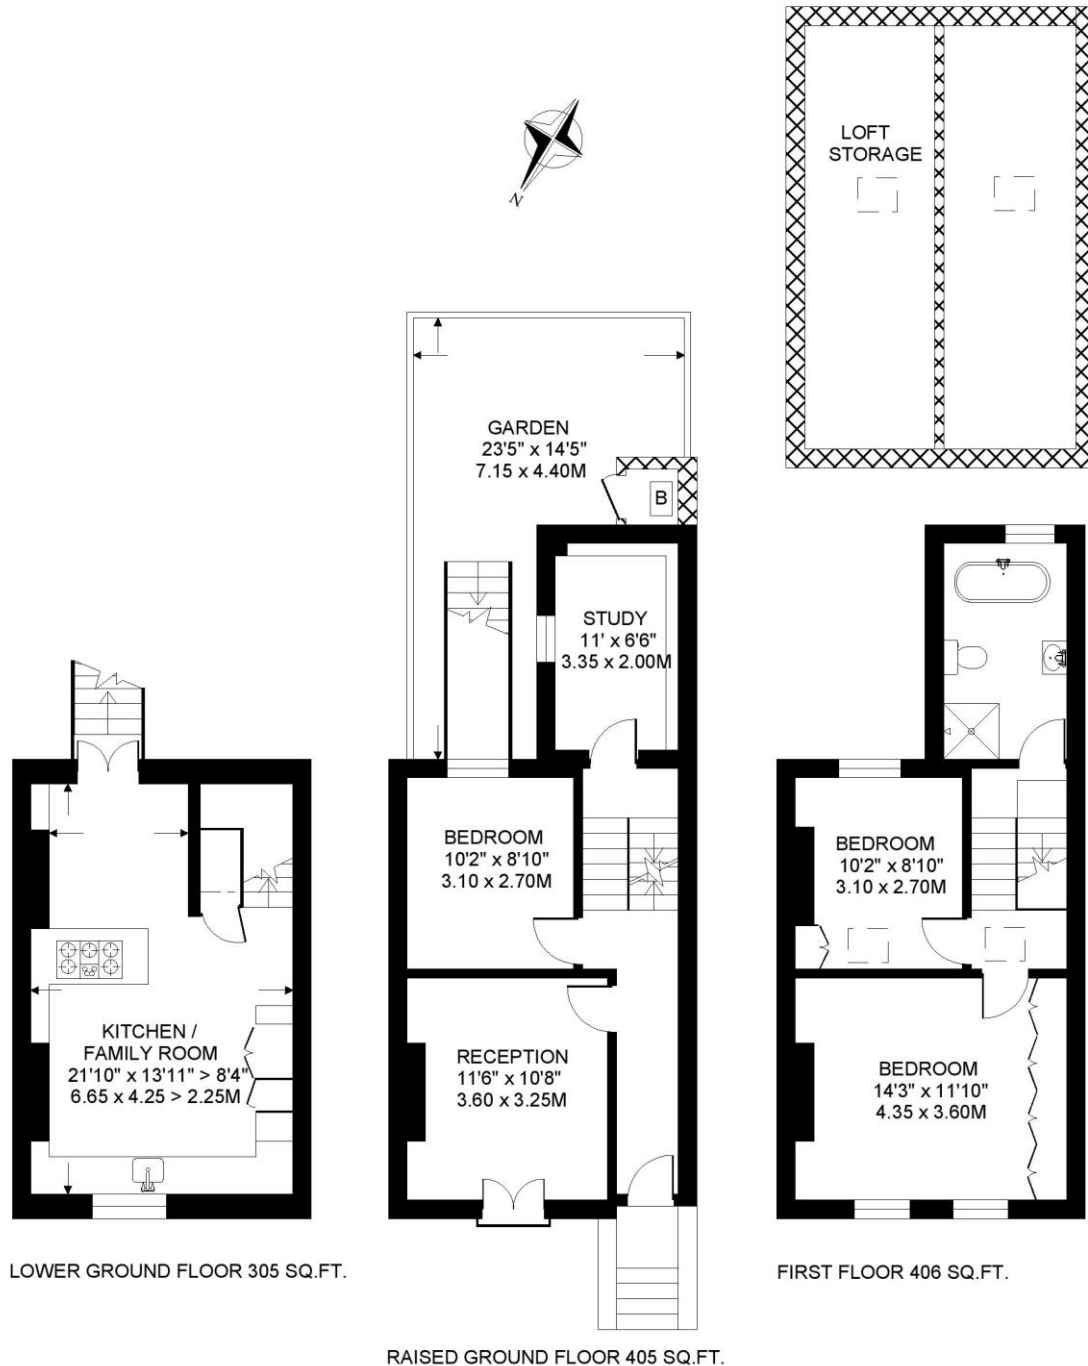 LOFT
STORAGE
N
GARDEN
23'5" x 14'5"
7.15 x 4.40M
B
STUDY
11' x 6'6"
3.35 x 2.00M
BEDROOM
10'2" x 8'10"
3.10 x 2.70M
BEDROOM
10'2" x 8'10"
3.10 x 2.70M
KITCHEN /
FAMILY ROOM
21'10" x 13'11" > 8'4"
6.65 x 4.25 > 2.25M
RECEPTION
11'6" x 10'8"
3.60 x 3.25M
BEDROOM
14'3" x 11'10"
4.35 x 3.60M
LOWER GROUND FLOOR 305 SQ.FT.
FIRST FLOOR 406 SQ.FT.
RAISED GROUND FLOOR 405 SQ.FT.